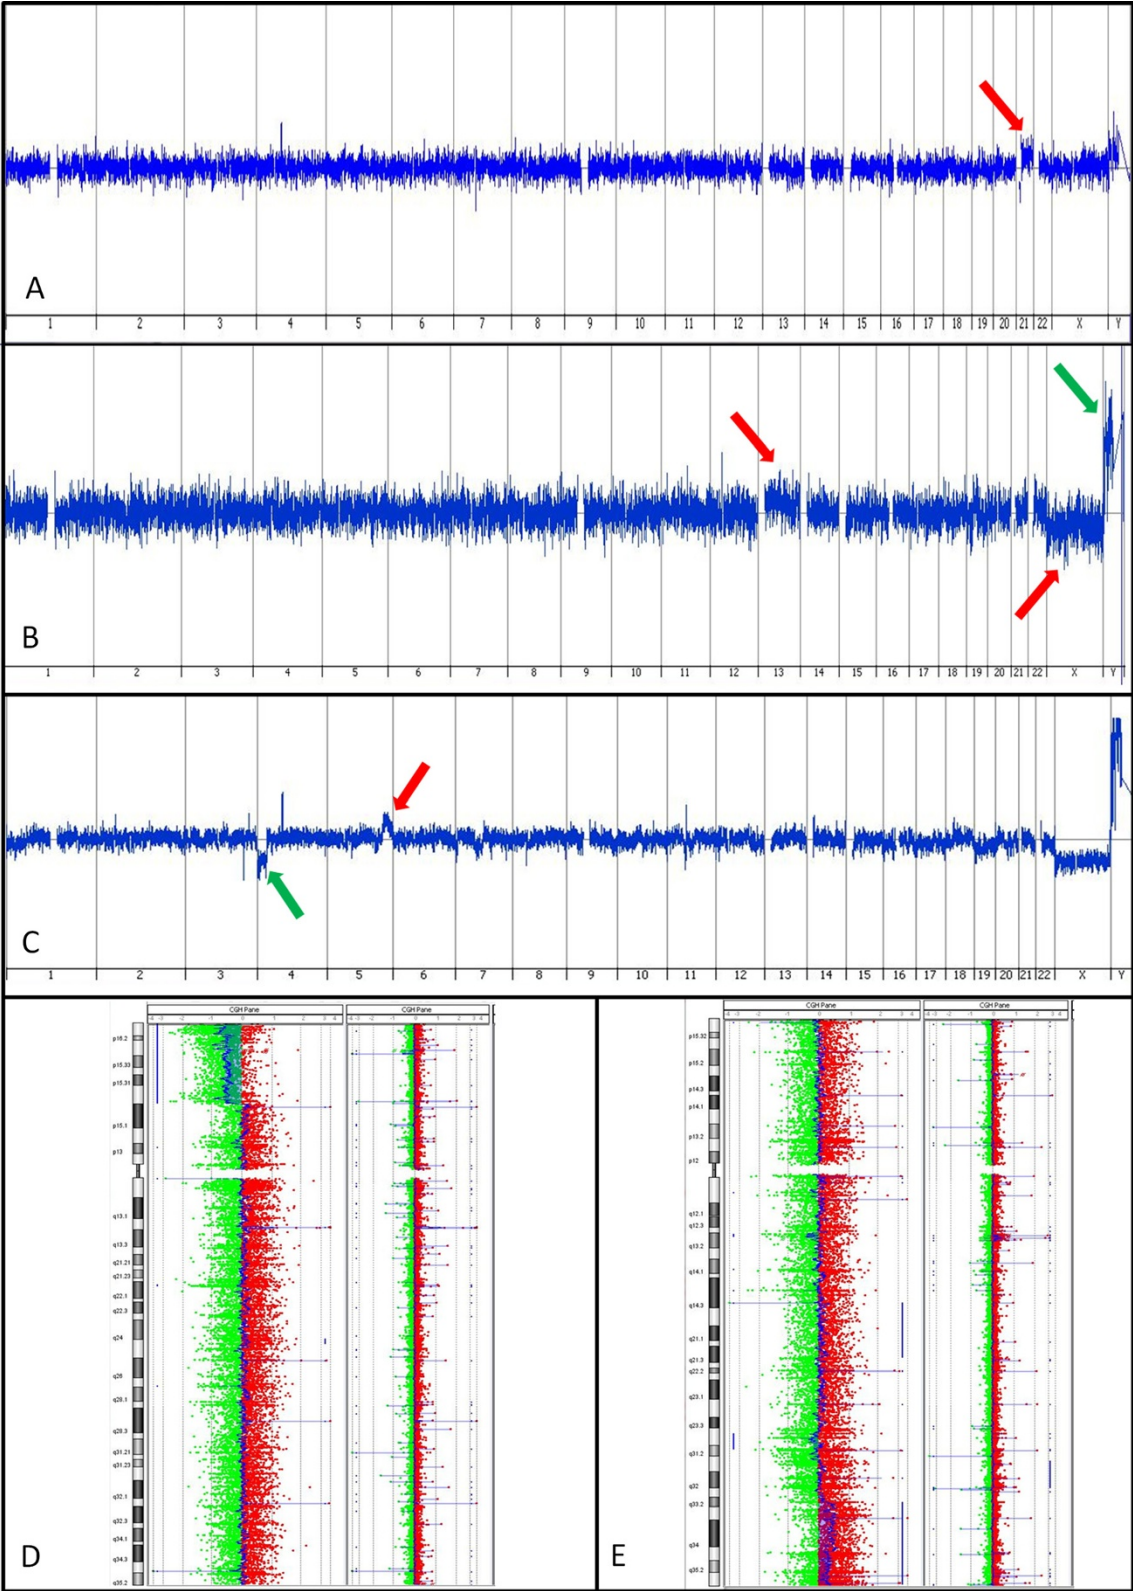 A
1 2 3 4 5 6 7 8 9 10 11 12 13 14 15 16 17 18 19 20 21 22 X Y
B
1 2 3 4 5 6 7 8 9 10 11 12 13 14 15 16 17 18 19 20 21 22 X Y
C
1 2 3 4 5 6 7 8 9 10 11 12 13 14 15 16 17 18 19 20 21 22 X Y
CGH Pane
CGH Pane
p16.2
p15.33
p15.31
p15.1
p13
q13.1
q13.3
q21.21
q21.23
q22.1
q22.3
q24
q26
q28.1
q28.3
q31.21
q31.23
q32.1
q32.3
q34.1
q34.3
q35.2
D
CGH Pane
CGH Pane
p15.32
p15.2
p14.3
p14.1
p13.2
p12
q12.1
q12.3
q13.2
q14.1
q14.3
q21.1
q21.3
q22.2
q23.1
q23.3
q31.2
q32
q33.2
q34
q35.2
E